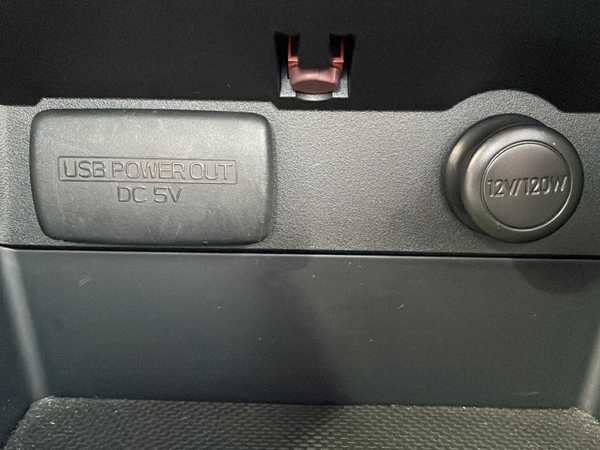 USB POWER OUT
DC 5V
12V/120W